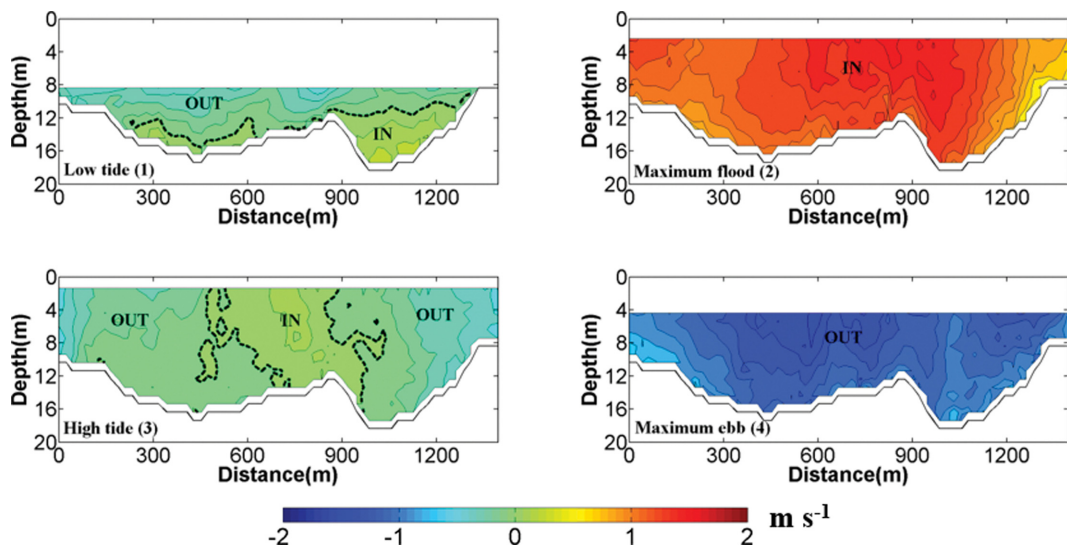 0
4
8
12
16
20
Depth(m)
OUT
IN
Low tide (1)
0 300 600 900 1200
Distance(m)
0
4
8
12
16
20
Depth(m)
IN
Maximum flood (2)
0 300 600 900 1200
Distance(m)
0
4
8
12
16
20
Depth(m)
OUT IN OUT
High tide (3)
0 300 600 900 1200
Distance(m)
0
4
8
12
16
20
Depth(m)
OUT
Maximum ebb (4)
0 300 600 900 1200
Distance(m)
-2 -1 0 1 2
m s⁻¹